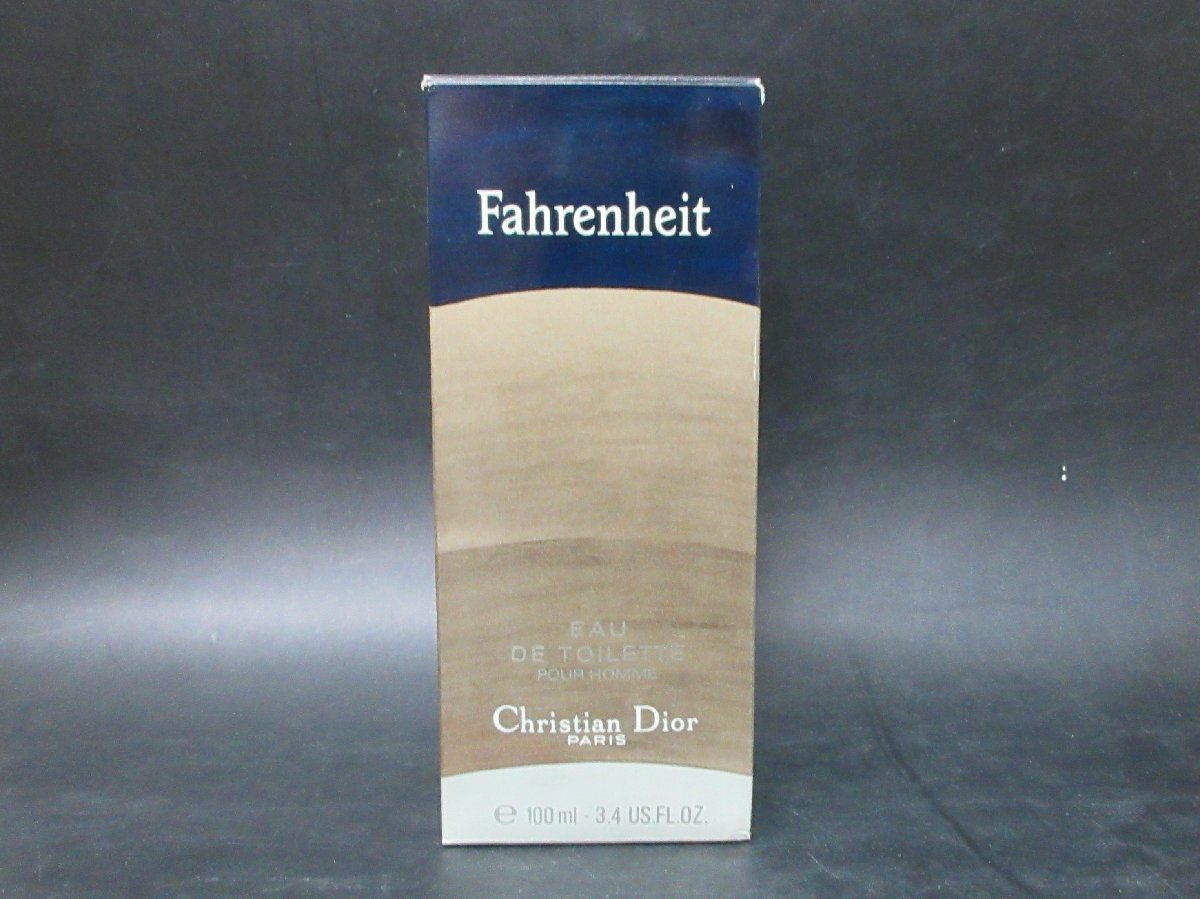 Fahrenheit
EAU
DE TOILETTE
POUR HOMME
Christian Dior
PARIS
℮ 100 ml - 3.4 US.FL.OZ.